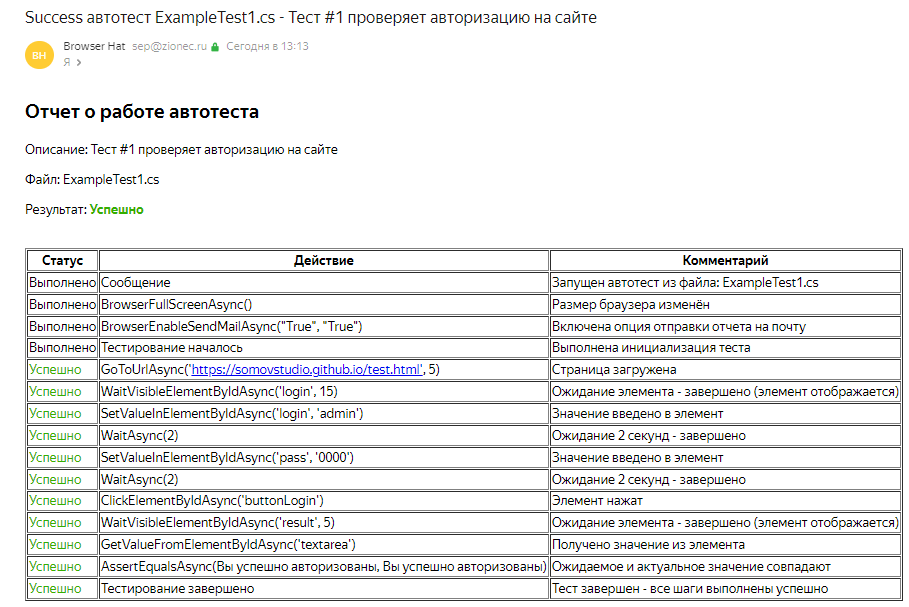 Success автотест ExampleTest1.cs - Тест #1 проверяет авторизацию на сайте
BH
Browser Hat sep@zionec.ru Сегодня в 13:13
Я >
Отчет о работе автотеста
Описание: Тест #1 проверяет авторизацию на сайте
Файл: ExampleTest1.cs
Результат: Успешно
Статус Действие Комментарий
Выполнено Сообщение Запущен автотест из файла: ExampleTest1.cs
Выполнено BrowserFullScreenAsync() Размер браузера изменён
Выполнено BrowserEnableSendMailAsync("True", "True") Включена опция отправки отчета на почту
Выполнено Тестирование началось Выполнена инициализация теста
Успешно GoToUrlAsync('https://somovstudio.github.io/test.html', 5) Страница загружена
Успешно WaitVisibleElementByIdAsync('login', 15) Ожидание элемента - завершено (элемент отображается)
Успешно SetValueInElementByIdAsync('login', 'admin') Значение введено в элемент
Успешно WaitAsync(2) Ожидание 2 секунд - завершено
Успешно SetValueInElementByIdAsync('pass', '0000') Значение введено в элемент
Успешно WaitAsync(2) Ожидание 2 секунд - завершено
Успешно ClickElementByIdAsync('buttonLogin') Элемент нажат
Успешно WaitVisibleElementByIdAsync('result', 5) Ожидание элемента - завершено (элемент отображается)
Успешно GetValueFromElementByIdAsync('textarea') Получено значение из элемента
Успешно AssertEqualsAsync(Вы успешно авторизованы, Вы успешно авторизованы) Ожидаемое и актуальное значение совпадают
Успешно Тестирование завершено Тест завершен - все шаги выполнены успешно